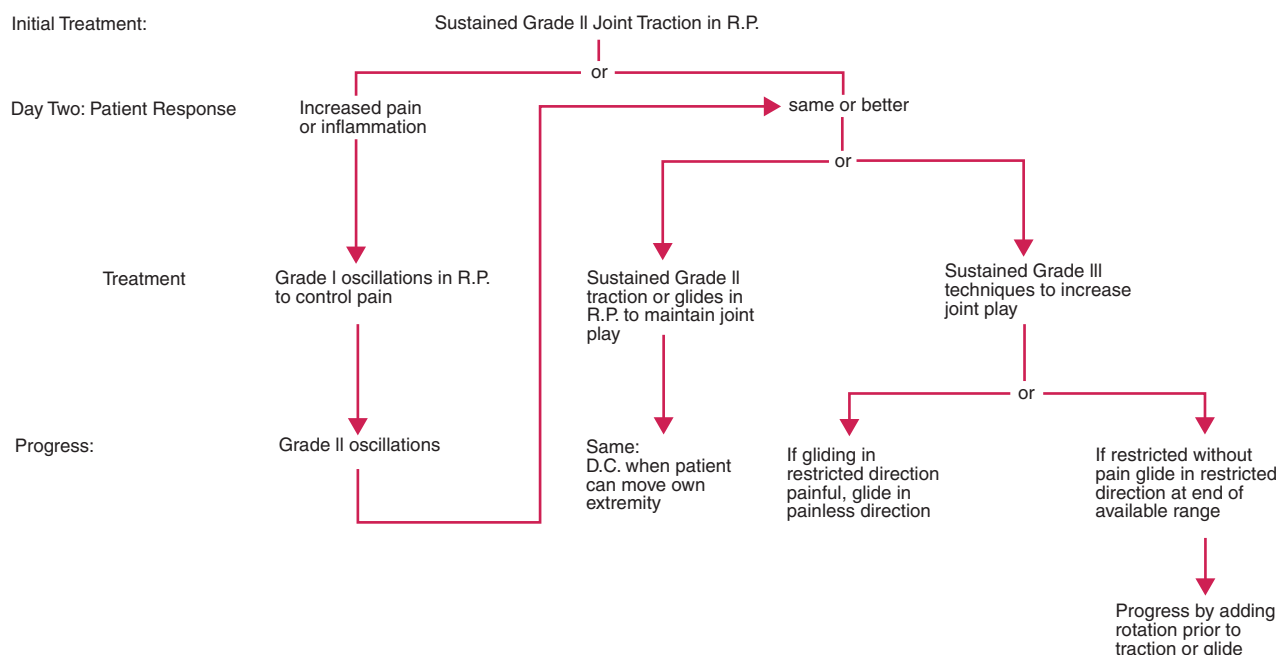 Initial Treatment:
Sustained Grade II Joint Traction in R.P.
or
Day Two: Patient Response
Increased pain
or inflammation
same or better
or
Treatment
Grade I oscillations in R.P.
to control pain
Sustained Grade II
traction or glides in
R.P. to maintain joint
play
Sustained Grade III
techniques to increase
joint play
or
Progress:
Grade II oscillations
Same:
D.C. when patient
can move own
extremity
If gliding in
restricted direction
painful, glide in
painless direction
If restricted without
pain glide in restricted
direction at end of
available range
Progress by adding
rotation prior to
traction or glide